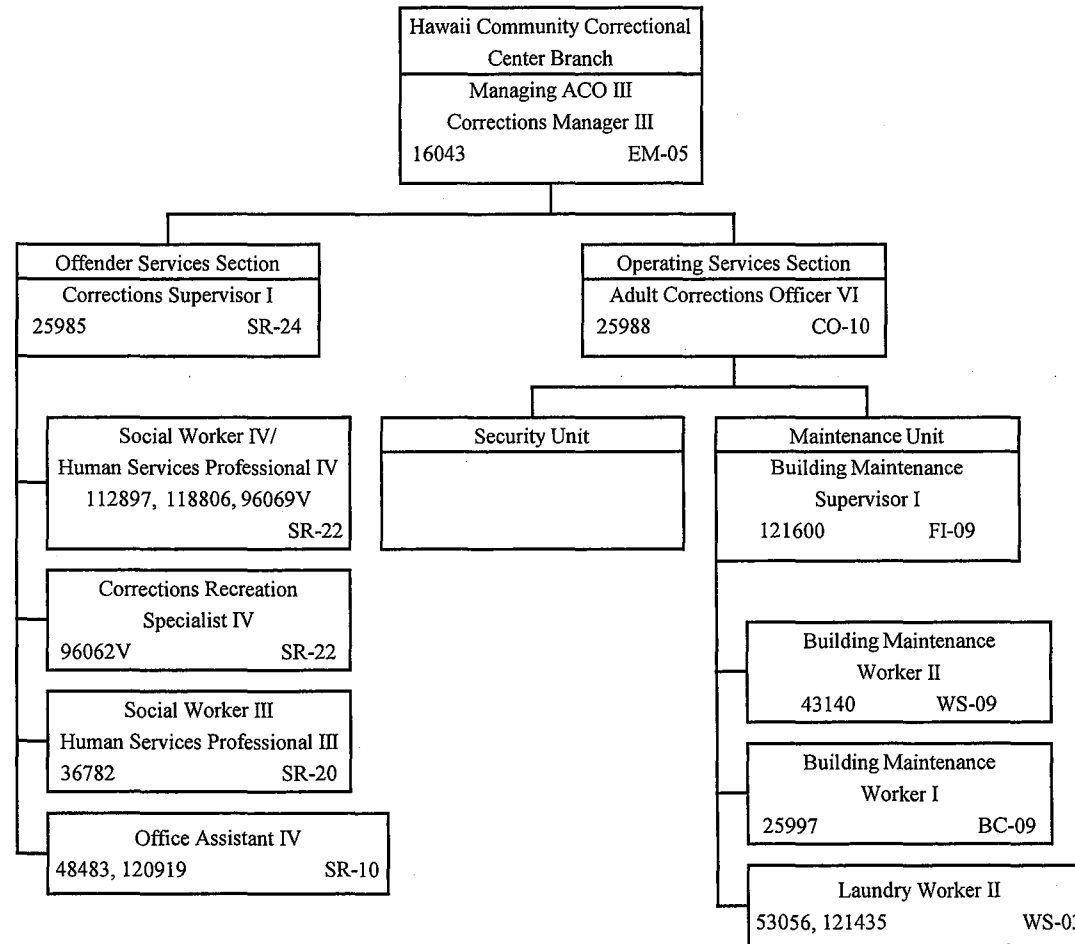 Hawaii Community Correctional
Center Branch
Managing ACO III
Corrections Manager III
16043 EM-05
Offender Services Section
Corrections Supervisor I
25985 SR-24
Social Worker IV/
Human Services Professional IV
112897, 118806, 96069V
SR-22
Corrections Recreation
Specialist IV
96062V SR-22
Social Worker III
Human Services Professional III
36782 SR-20
Office Assistant IV
48483, 120919 SR-10
Operating Services Section
Adult Corrections Officer VI
25988 CO-10
Security Unit
Maintenance Unit
Building Maintenance
Supervisor I
121600 FI-09
Building Maintenance
Worker II
43140 WS-09
Building Maintenance
Worker I
25997 BC-09
Laundry Worker II
53056, 121435